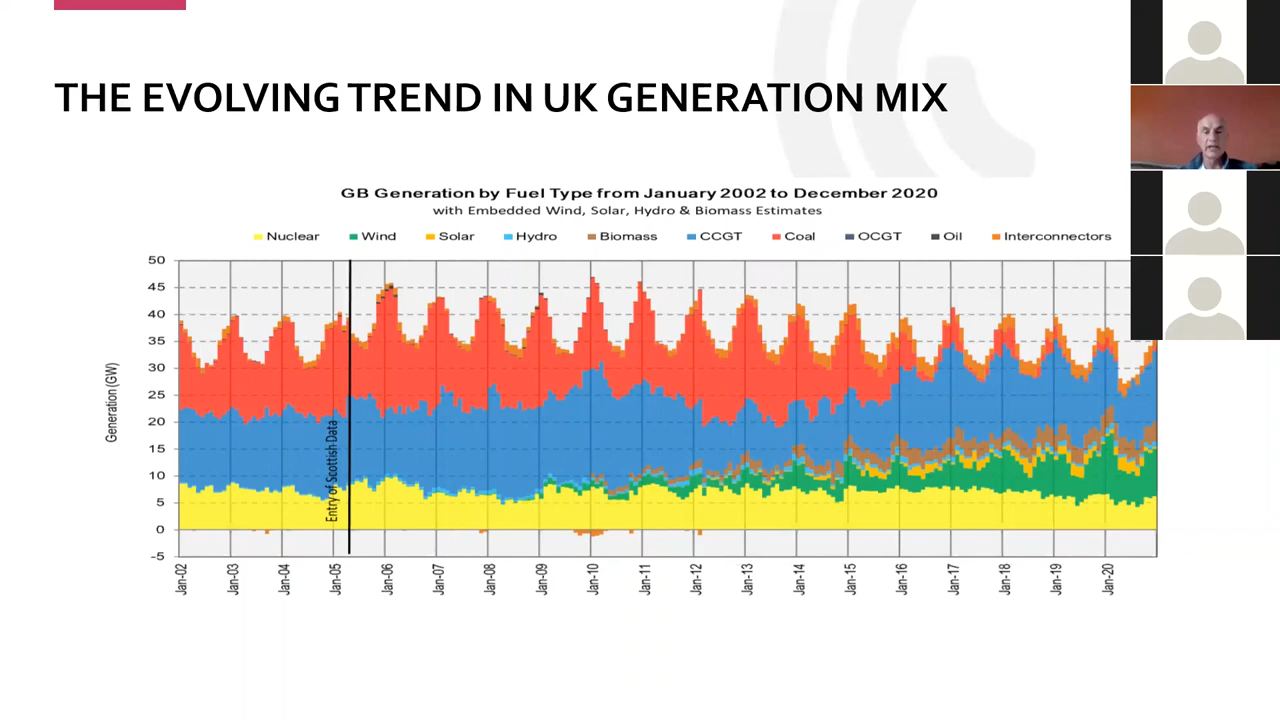 THE EVOLVING TREND IN UK GENERATION MIX
GB Generation by Fuel Type from January 2002 to December 2020
with Embedded Wind, Solar, Hydro & Biomass Estimates
Nuclear Wind Solar Hydro Biomass CCGT Coal OCGT Oil Interconnectors
Generation (GW)
50
45
40
35
30
25
20
15
10
5
0
-5
Entry of Scottish Data
Jan-02 Jan-03 Jan-04 Jan-05 Jan-06 Jan-07 Jan-08 Jan-09 Jan-10 Jan-11 Jan-12 Jan-13 Jan-14 Jan-15 Jan-16 Jan-17 Jan-18 Jan-19 Jan-20